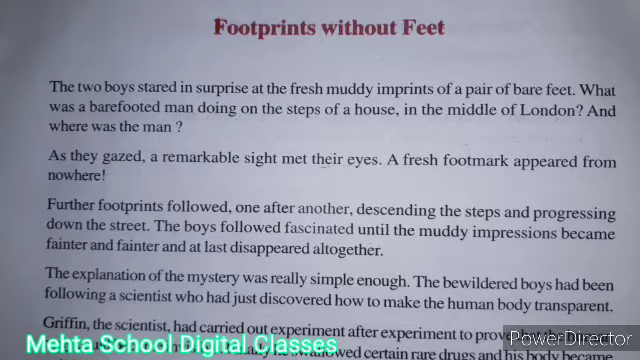 Footprints without Feet
The two boys stared in surprise at the fresh muddy imprints of a pair of bare feet. What
was a barefooted man doing on the steps of a house, in the middle of London? And
where was the man ?
As they gazed, a remarkable sight met their eyes. A fresh footmark appeared from
nowhere!
Further footprints followed, one after another, descending the steps and progressing
down the street. The boys followed fascinated until the muddy impressions became
fainter and fainter and at last disappeared altogether.
The explanation of the mystery was really simple enough. The bewildered boys had been
following a scientist who had just discovered how to make the human body transparent.
Griffin, the scientist, had carried out experiment after experiment to prove that the
PowerDirector
Mehta School Digital Classes
swallowed certain rare drugs and his body became